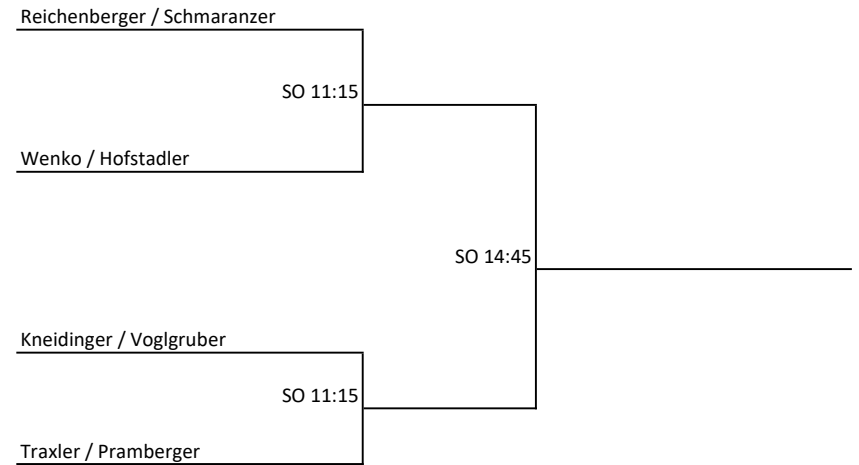 Reichenberger / Schmaranzer
SO 11:15
Wenko / Hofstadler
SO 14:45
Kneidinger / Voglgruber
SO 11:15
Traxler / Pramberger